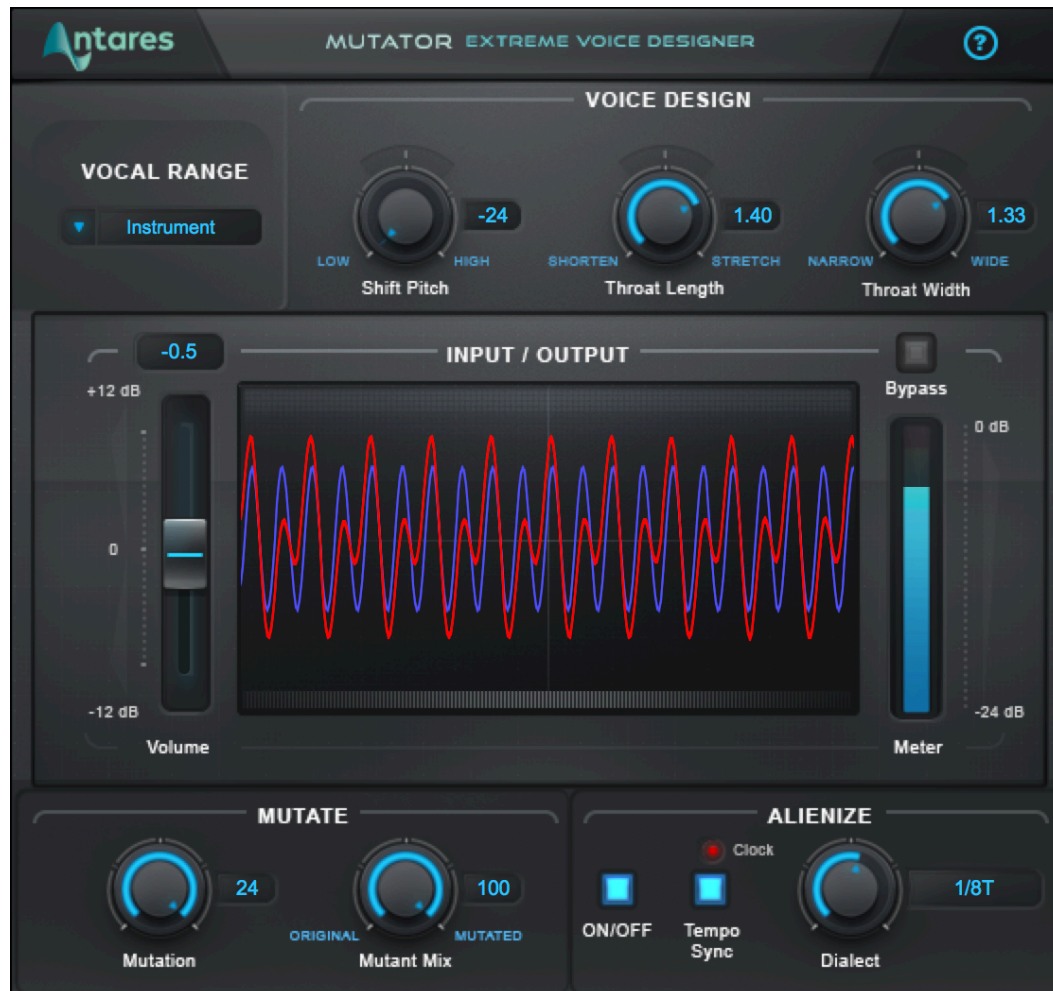 Antares
MUTATOR EXTREME VOICE DESIGNER
?
VOICE DESIGN
VOCAL RANGE
Instrument
-24
LOW
HIGH
Shift Pitch
1.40
SHORTEN
STRETCH
Throat Length
1.33
NARROW
WIDE
Throat Width
-0.5
INPUT / OUTPUT
Bypass
+12 dB
0
-12 dB
Volume
0 dB
-24 dB
Meter
MUTATE
24
Mutation
100
ORIGINAL
MUTATED
Mutant Mix
ALIENIZE
Clock
ON/OFF
Tempo
Sync
1/8T
Dialect